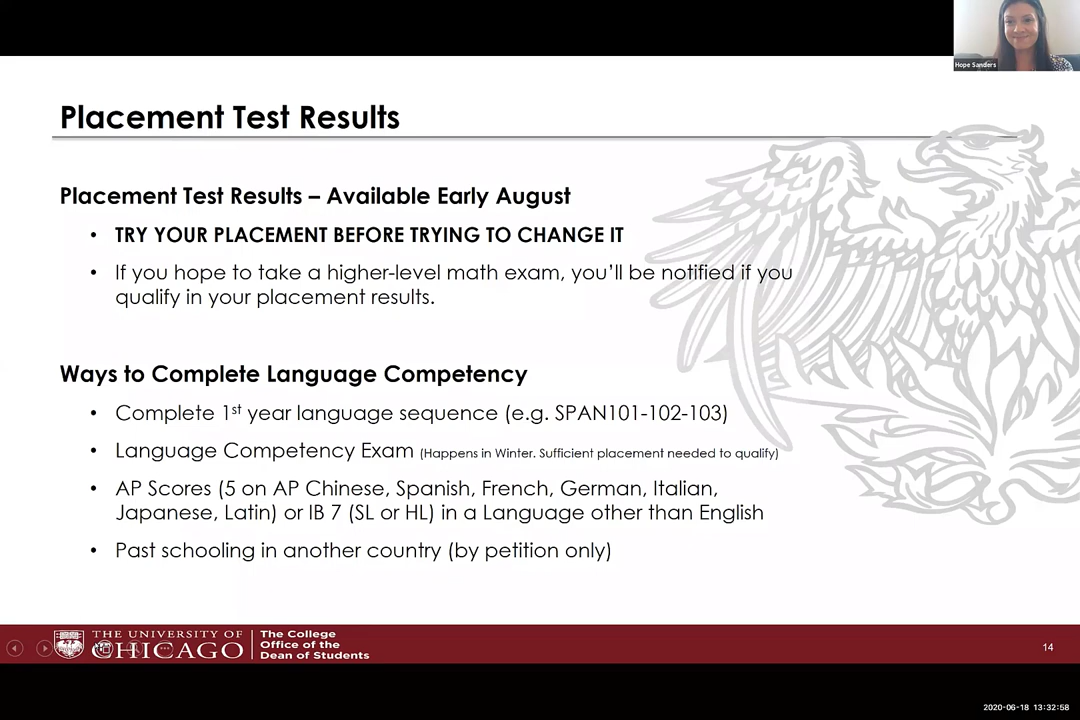 Hope Sanders
Placement Test Results
Placement Test Results – Available Early August
• TRY YOUR PLACEMENT BEFORE TRYING TO CHANGE IT
• If you hope to take a higher-level math exam, you’ll be notified if you
qualify in your placement results.
Ways to Complete Language Competency
• Complete 1st year language sequence (e.g. SPAN101-102-103)
• Language Competency Exam (Happens in Winter. Sufficient placement needed to qualify)
• AP Scores (5 on AP Chinese, Spanish, French, German, Italian,
Japanese, Latin) or IB 7 (SL or HL) in a Language other than English
• Past schooling in another country (by petition only)
THE UNIVERSITY OF
CHICAGO
The College
Office of the
Dean of Students
14
2020-06-18 13:32:58